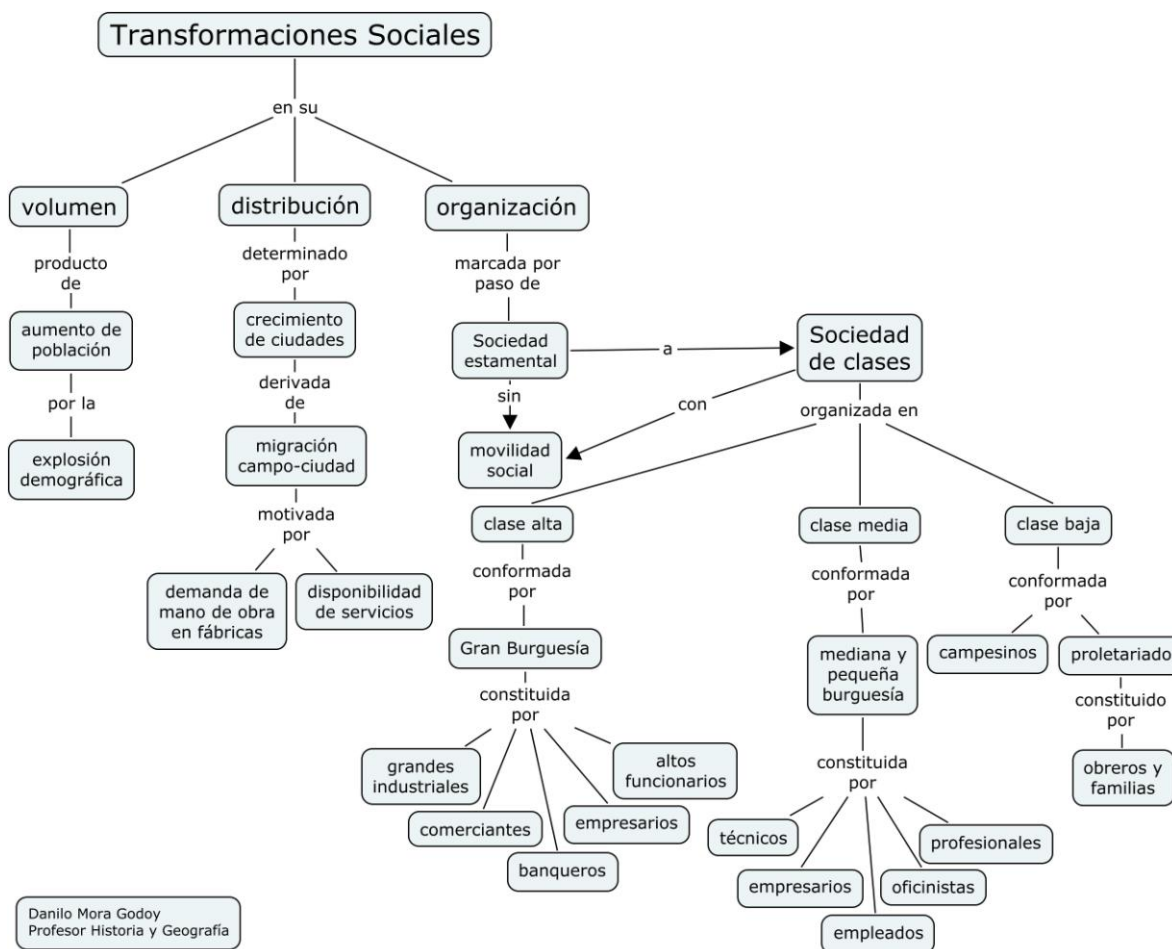 Transformaciones Sociales
en su
volumen
distribución
organización
producto
de
determinado
por
marcada por
paso de
aumento de
población
crecimiento
de ciudades
Sociedad
estamental
a
Sociedad
de clases
por la
derivada
de
sin
con
organizada en
explosión
demográfica
migración
campo-ciudad
movilidad
social
motivada
por
clase alta
clase media
clase baja
demanda de
mano de obra
en fábricas
disponibilidad
de servicios
conformada
por
conformada
por
conformada
por
Gran Burguesía
mediana y
pequeña
burguesía
campesinos
proletariado
constituida
por
constituido
por
grandes
industriales
comerciantes
banqueros
empresarios
altos
funcionarios
constituida
por
obreros y
familias
técnicos
empresarios
empleados
oficinistas
profesionales
Danilo Mora Godoy
Profesor Historia y Geografía